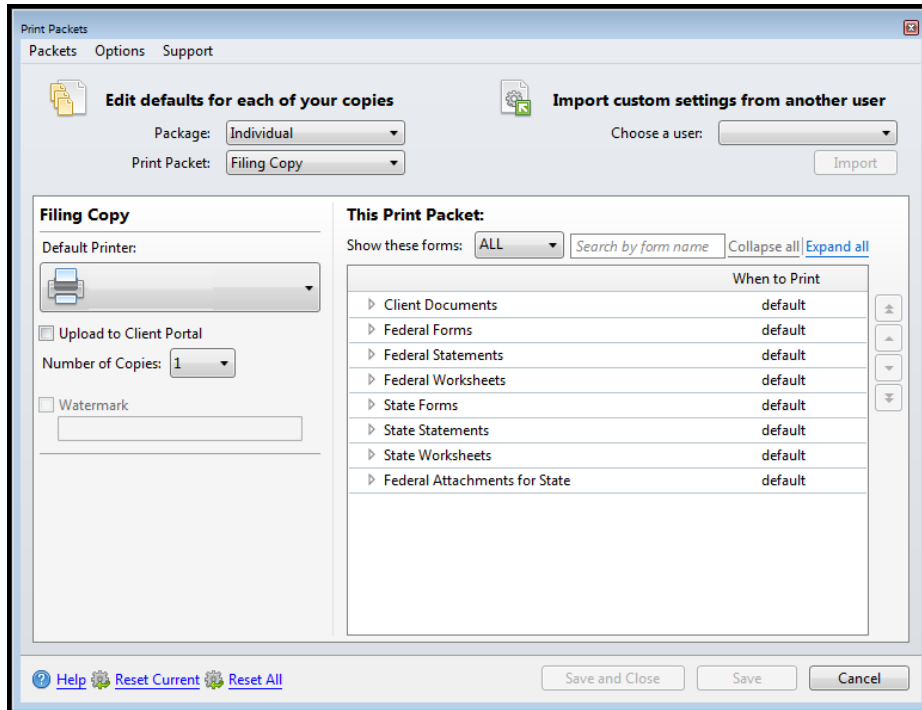 Print Packets
Packets Options Support
Edit defaults for each of your copies
Package: Individual
Print Packet: Filing Copy
Import custom settings from another user
Choose a user:
Import
Filing Copy
Default Printer:
Upload to Client Portal
Number of Copies: 1
Watermark
This Print Packet:
Show these forms: ALL Search by form name Collapse all Expand all
When to Print
Client Documents default
Federal Forms default
Federal Statements default
Federal Worksheets default
State Forms default
State Statements default
State Worksheets default
Federal Attachments for State default
Help Reset Current Reset All Save and Close Save Cancel